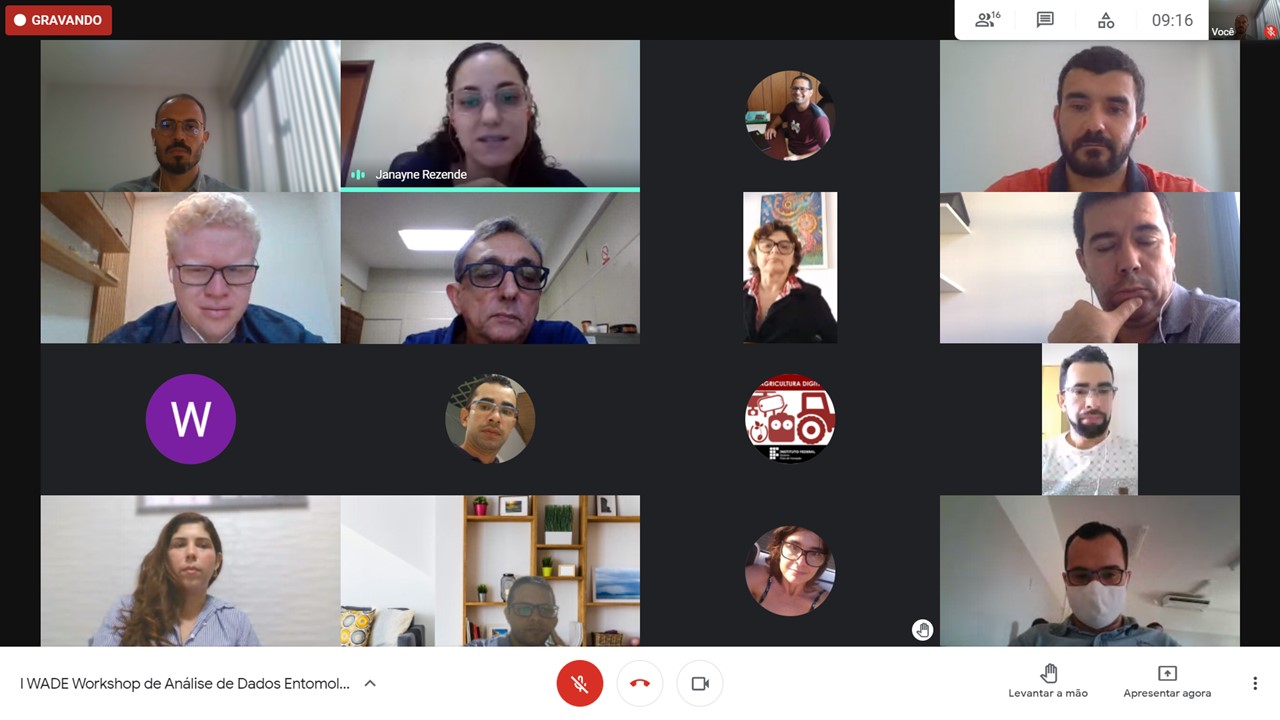 GRAVANDO
16
09:16
Você
Janayne Rezende
W
AGRICULTURA DIGITAL
INSTITUTO FEDERAL
I WADE Workshop de Análise de Dados Entomol...
Levantar a mão
Apresentar agora